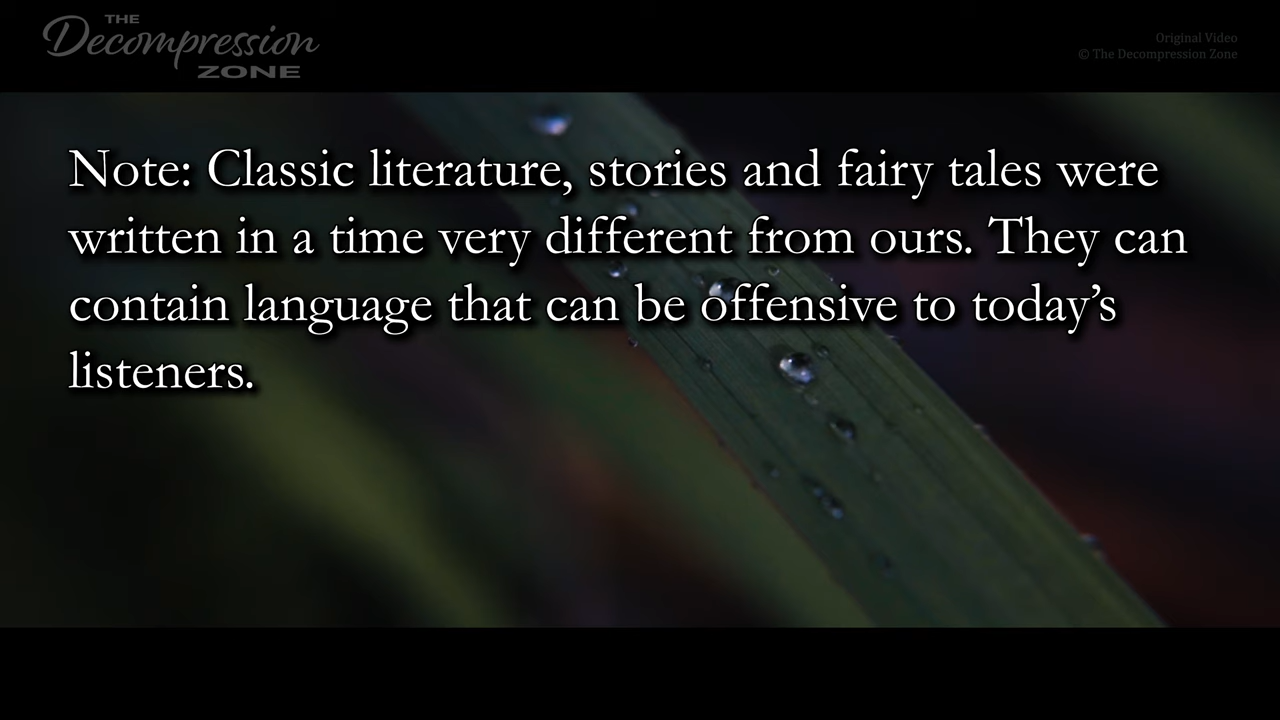 THE
Decompression
ZONE
Original Video
© The Decompression Zone
Note: Classic literature, stories and fairy tales were
written in a time very different from ours. They can
contain language that can be offensive to today’s
listeners.